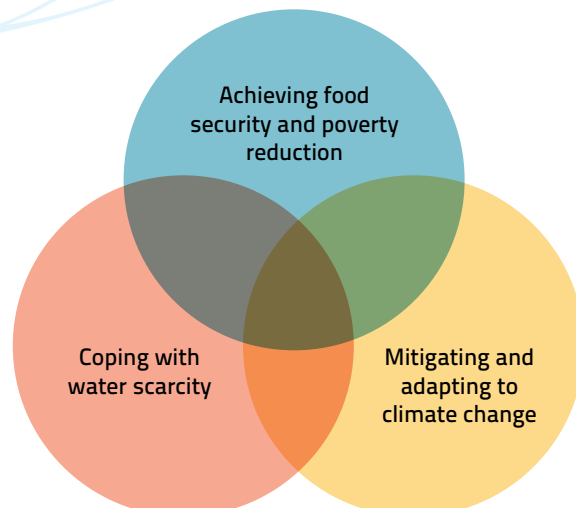 Achieving food
security and poverty
reduction
Coping with
water scarcity
Mitigating and
adapting to
climate change